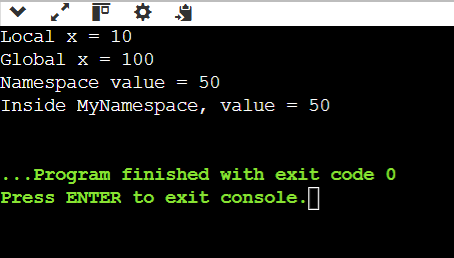 Local x = 10
Global x = 100
Namespace value = 50
Inside MyNamespace, value = 50
...Program finished with exit code 0
Press ENTER to exit console.